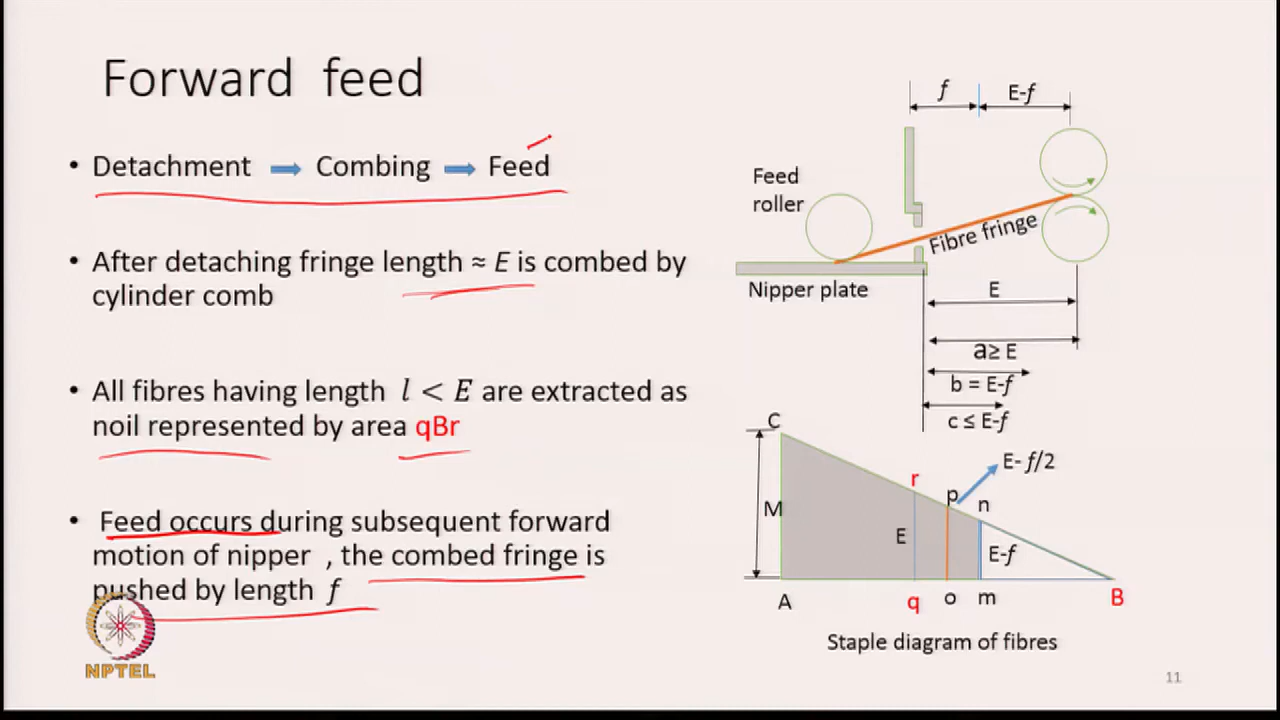 Forward feed
• Detachment ➡ Combing ➡ Feed
• After detaching fringe length ≈ E is combed by
cylinder comb
• All fibres having length l < E are extracted as
noil represented by area qBr
• Feed occurs during subsequent forward
motion of nipper , the combed fringe is
pushed by length f
NPTEL
f E-f
Feed
roller
Fibre fringe
Nipper plate
E
a≥ E
b = E-f
c ≤ E-f
C
E- f/2
r
p
n
M
E
E-f
A q o m B
Staple diagram of fibres
11